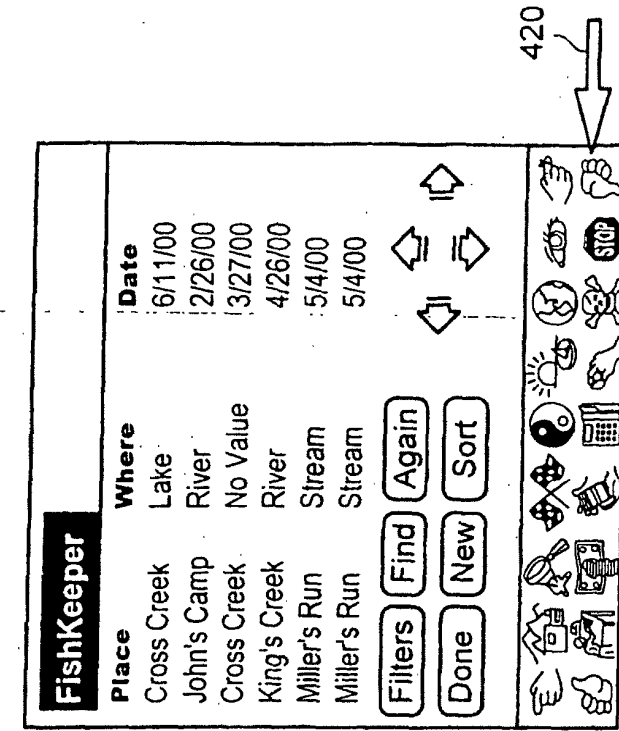 FishKeeper
Place Where Date
Cross Creek Lake 6/11/00
John's Camp River 2/26/00
Cross Creek No Value 3/27/00
King's Creek River 4/26/00
Miller's Run Stream 5/4/00
Miller's Run Stream 5/4/00
Filters Find Again
Done New Sort
STOP
420